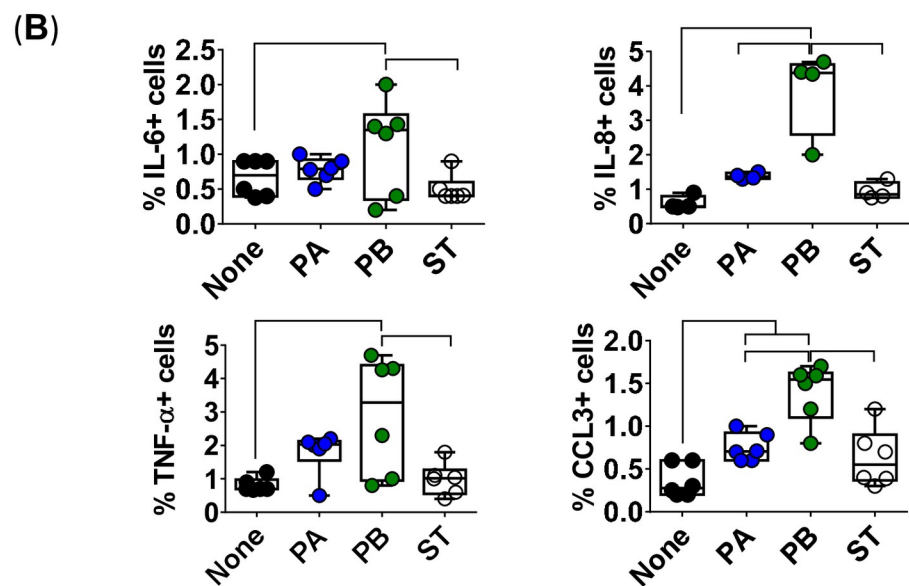 (B)
% IL-6+ cells
2.5
2.0
1.5
1.0
0.5
0.0
None
PA
PB
ST
% IL-8+ cells
5
4
3
2
1
0
None
PA
PB
ST
% TNF-α+ cells
5
4
3
2
1
0
None
PA
PB
ST
% CCL3+ cells
2.0
1.5
1.0
0.5
0.0
None
PA
PB
ST